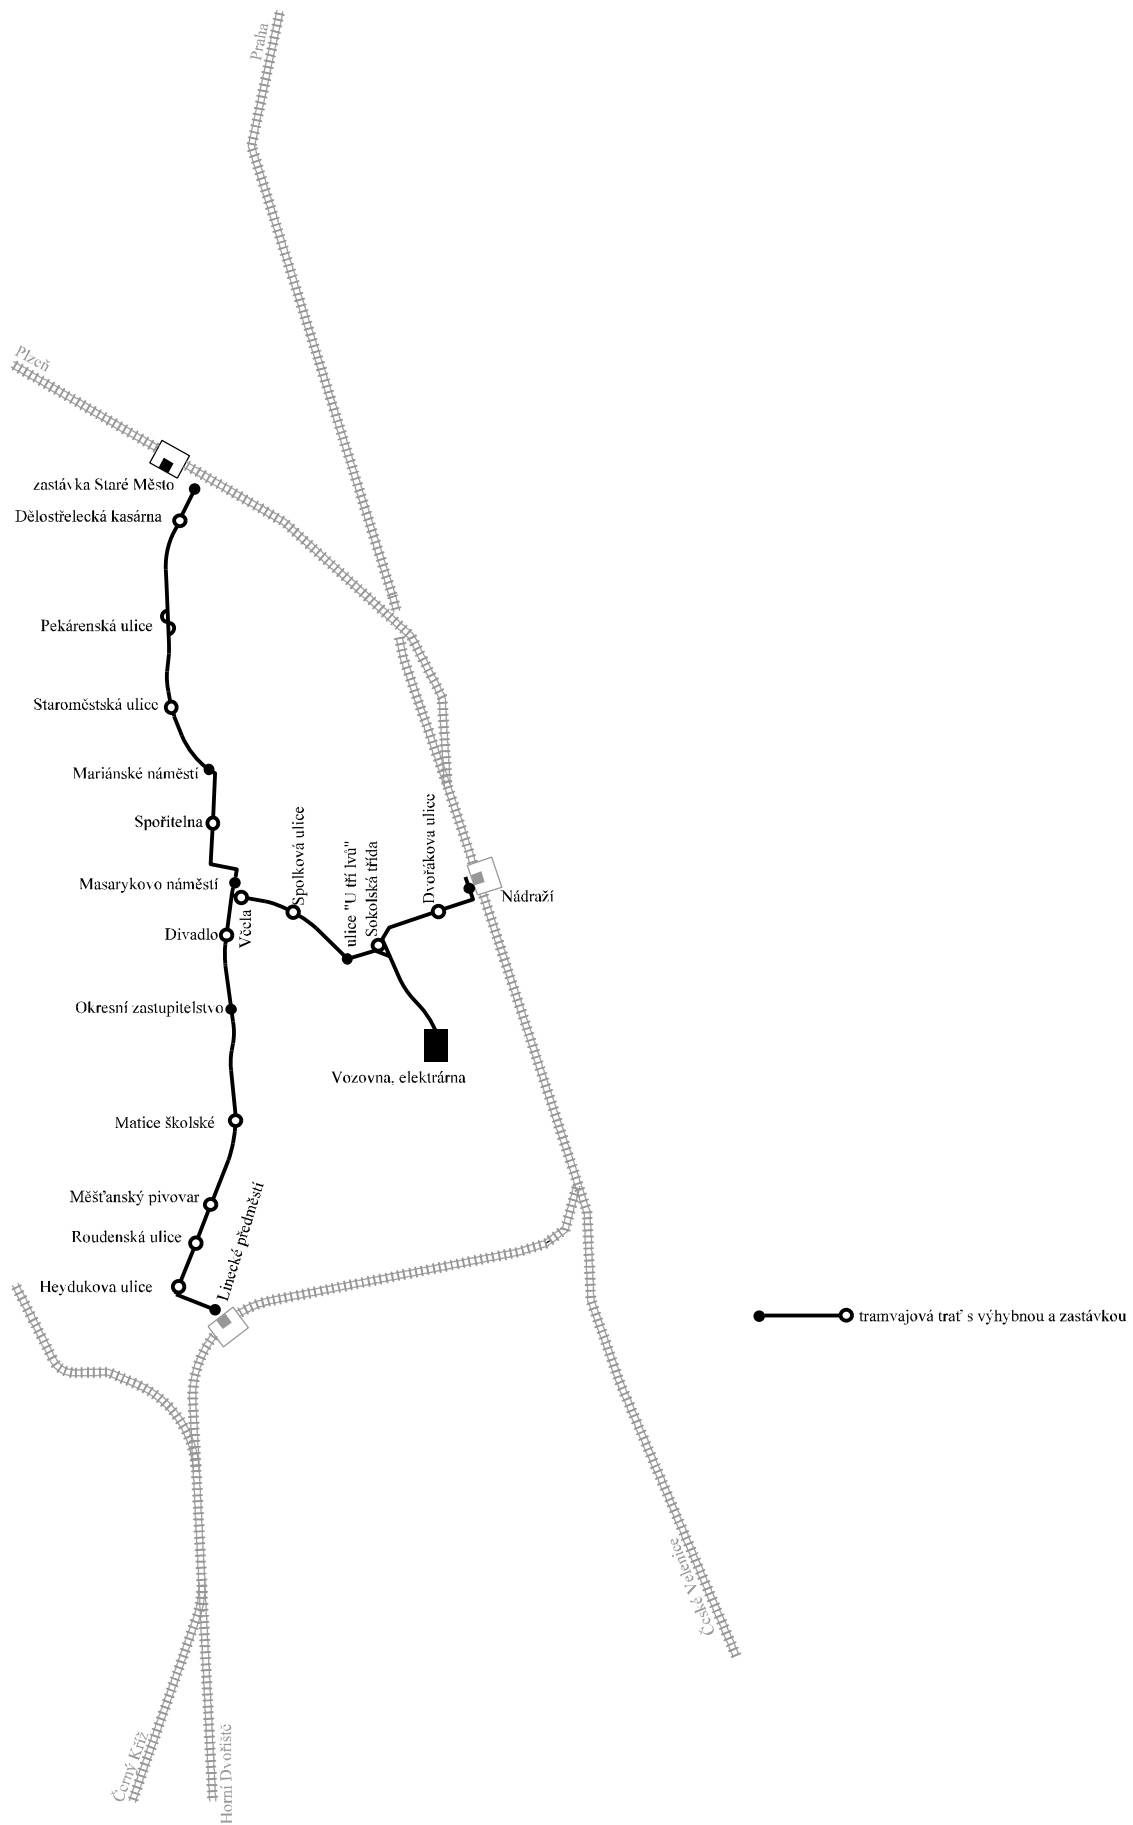 Praha
Plzeň
zastávka Staré Město
Dělostřelecká kasárna
Pekárenská ulice
Staroměstská ulice
Mariánské náměstí
Spořitelna
Masarykovo náměstí
Věcla
Spolková ulice
ulice "U tří lvů"
Sokolská třída
Dvořákova ulice
Nádraží
Divadlo
Okresní zastupitelstvo
Vozovna, elektrárna
Matice školské
Měšťanský pivovar
Roudenská ulice
Linecké předměstí
Heydukova ulice
tramvajová trať s výhybnou a zastávkou
České Velenice
Černý Kříž
Horní Dvořiště